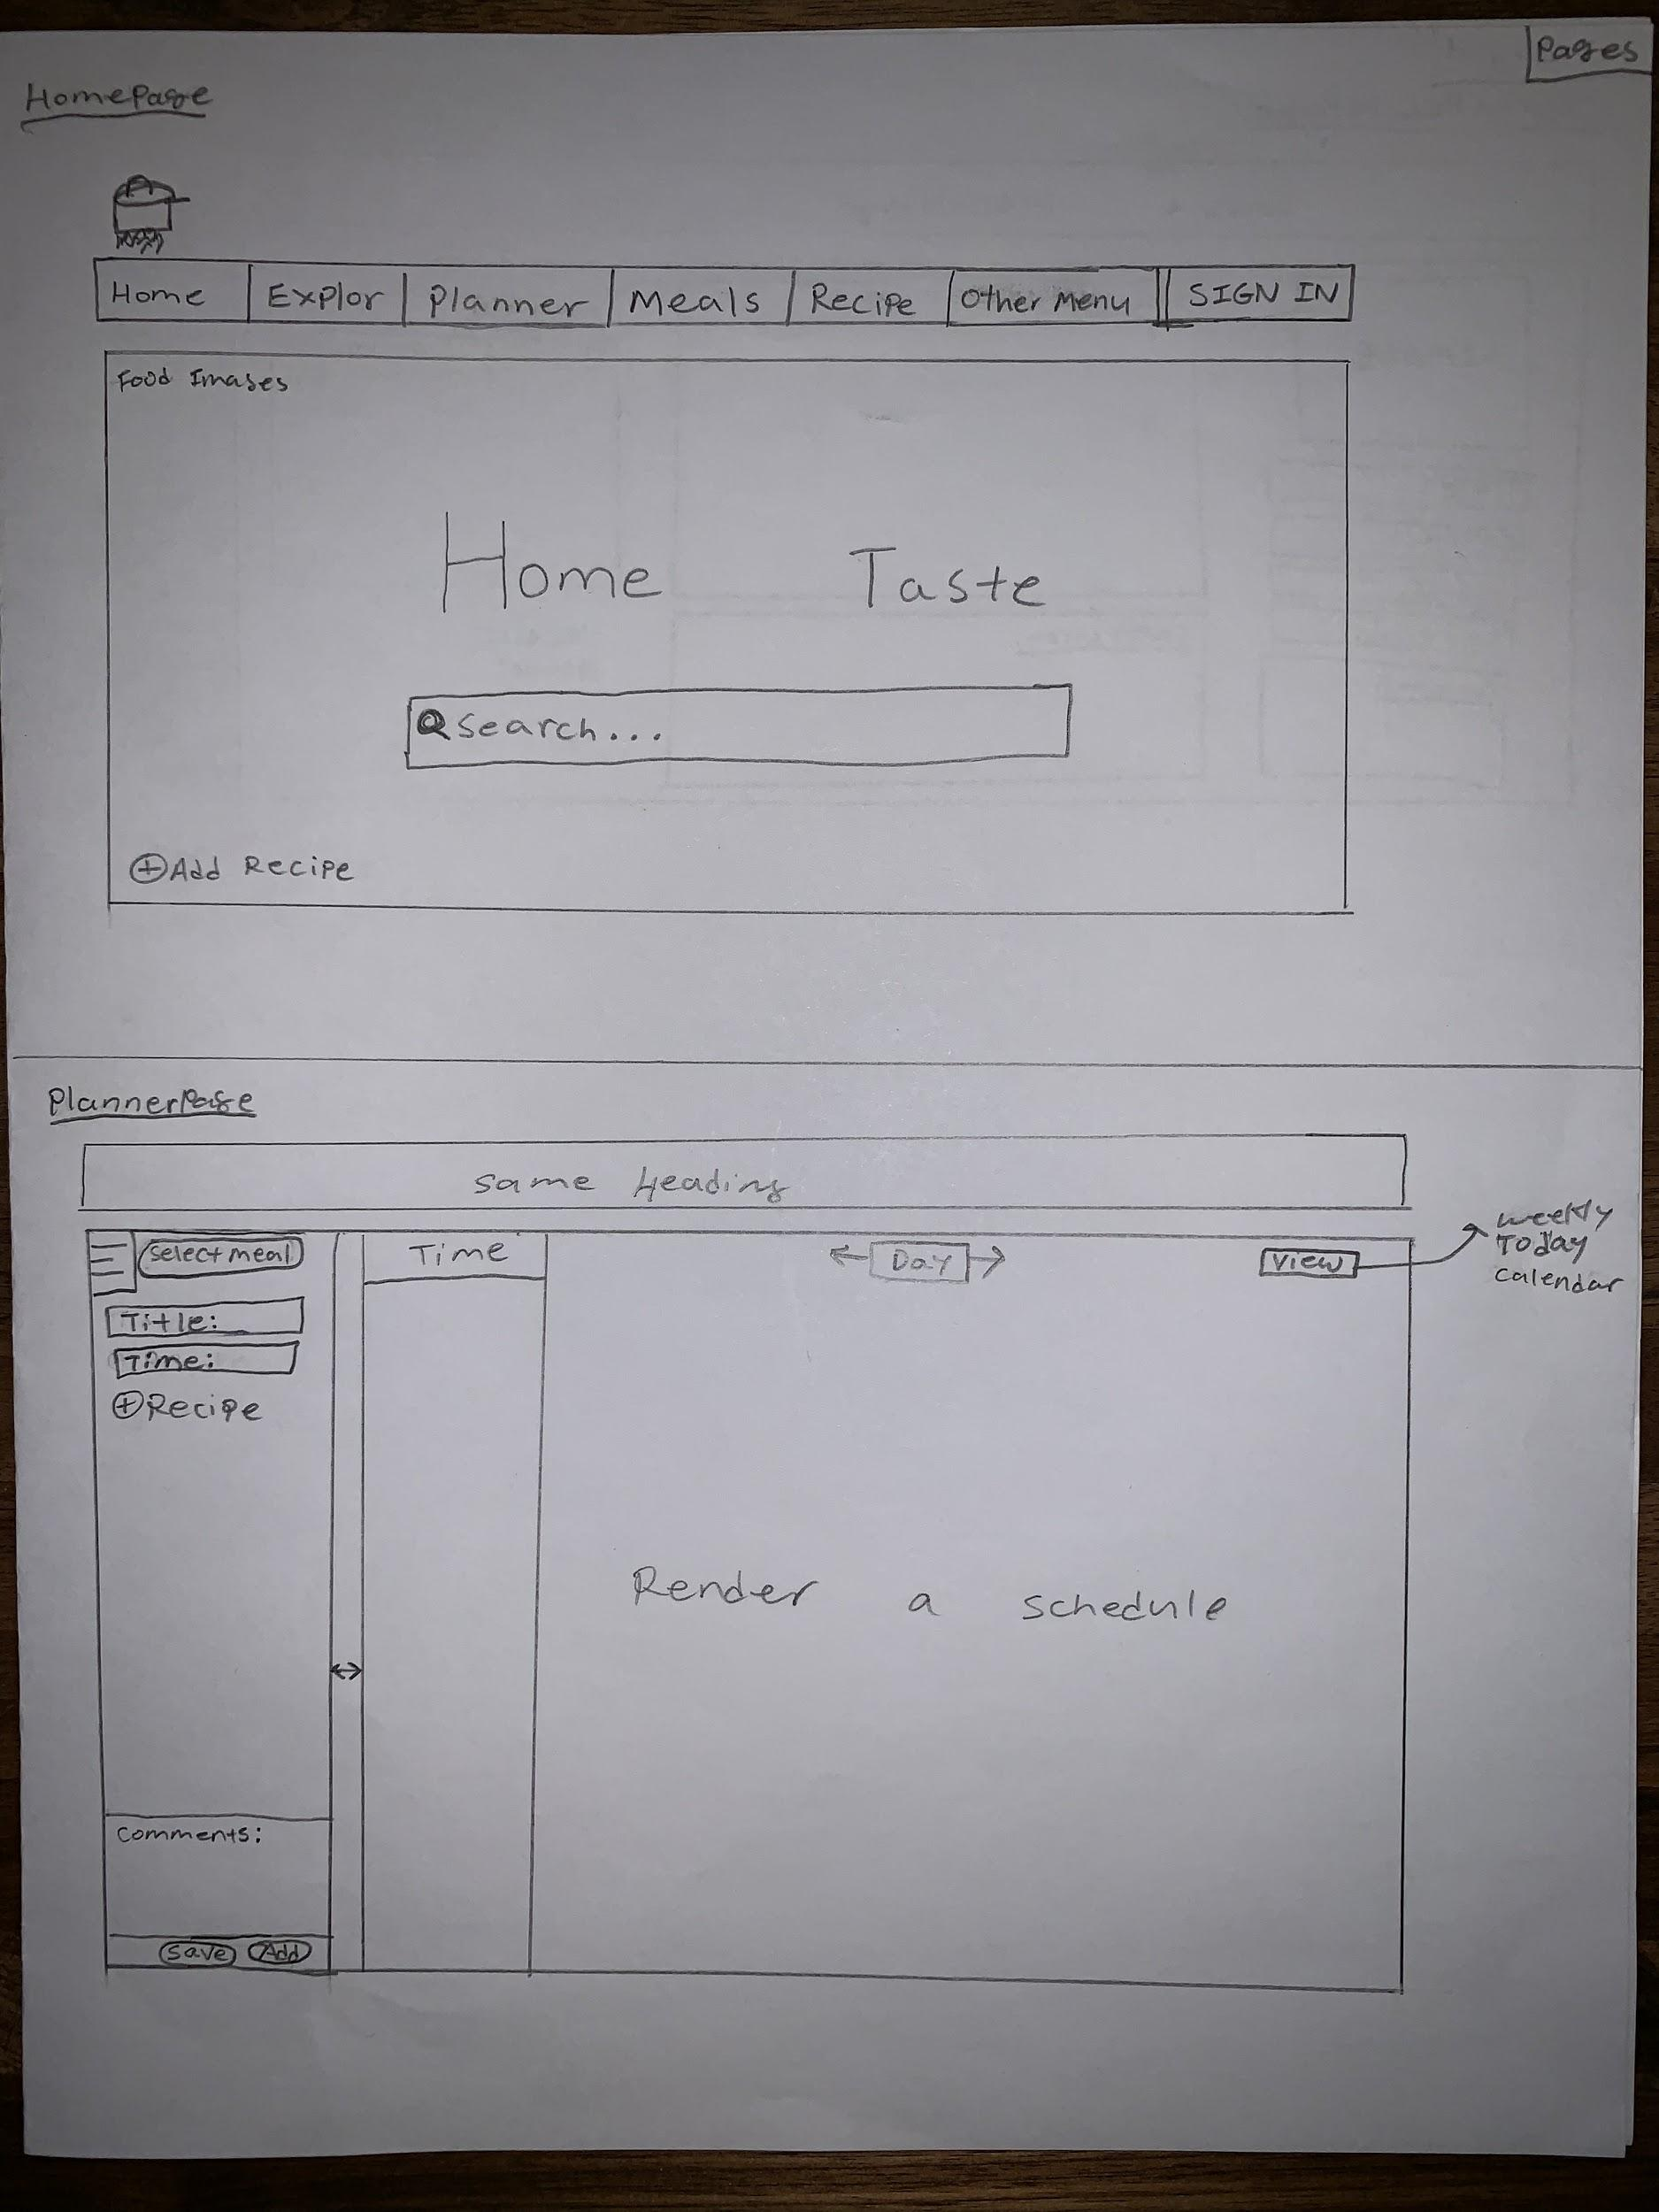 Pages
HomePage
Home Explor Planner Meals Recipe Other Menu SIGN IN
Food Images
Home Taste
Search...
Add Recipe
PlannerPage
Same Heading
Select meal Time Day View
Weekly
Today
Calendar
Title:
Time:
Recipe
Render a schedule
Comments:
Save Add